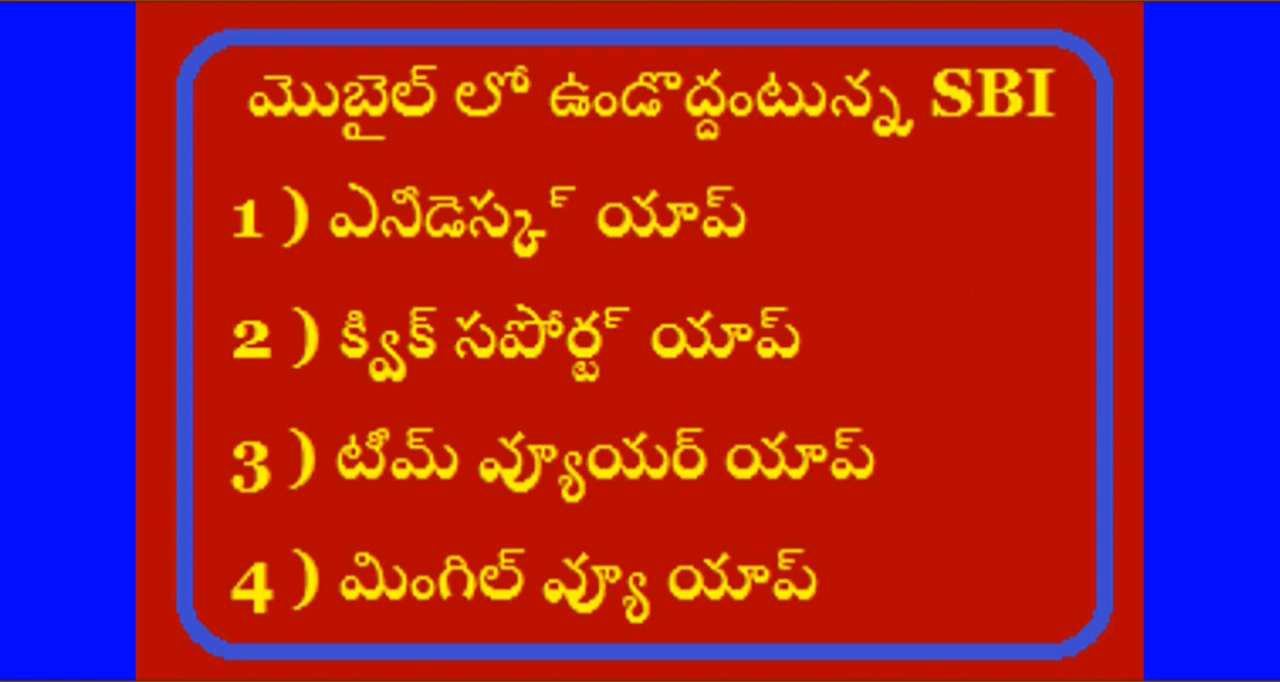 మొబైల్ లో ఉండొద్దంటున్న SBI
1 ) ఎనీడెస్క్ యాప్
2 ) క్విక్ సపోర్ట్ యాప్
3 ) టీమ్ వ్యూయర్ యాప్
4 ) మింగిల్ వ్యూ యాప్